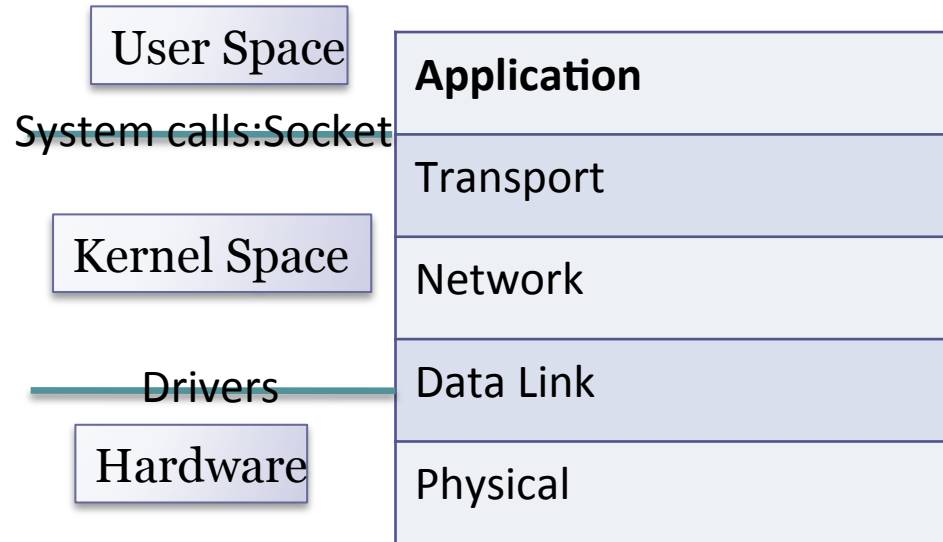 User Space
Application
System calls:Socket
Transport
Kernel Space
Network
Drivers
Data Link
Hardware
Physical